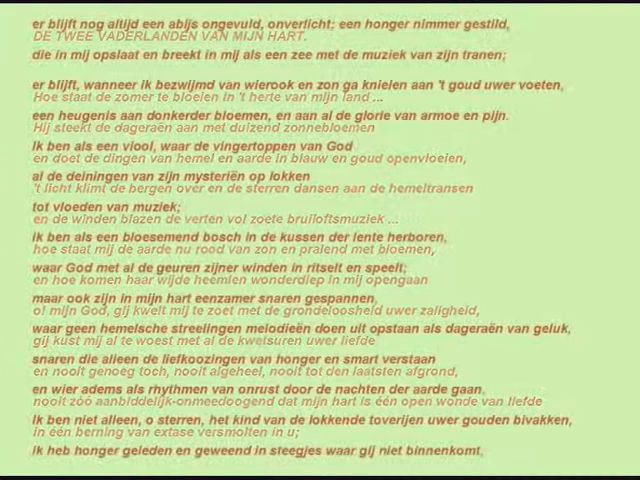 er blijft nog altijd een abijs ongevuld, onverlicht; een honger nimmer gestild,
DE TWEE VADERLANDEN VAN MIJN HART.
die in mij opslaat en breekt in mij als een zee met de muziek van zijn tranen;
er blijft, wanneer ik bezwijmd van wierook en zon ga knielen aan 't goud uwer voeten,
Hoe staat de zomer te bloeien in 't herte van mijn land ...
een heugenis aan donkerder bloemen, en aan al de glorie van armoe en pijn.
Hij steekt de dageraën aan met duizend zonnebloemen
Ik ben als een viool, waar de vingertoppen van God
en doet de dingen van hemel en aarde in blauw en goud openvloeien,
al de deiningen van zijn mysteriën op lokken
't licht klimt de bergen over en de sterren dansen aan de hemeltransen
tot vloeden van muziek;
en de winden blazen de verten vol zoete bruiloftsmuziek ...
ik ben als een bloesemend bosch in de kussen der lente herboren,
hoe staat mij de aarde nu rood van zon en pralend met bloemen,
waar God met al de geuren zijner winden in ritselt en speelt;
en hoe komen haar wijde heemlen wonderdiep in mij opengaan
maar ook zijn in mijn hart eenzamer snaren gespannen,
o! mijn God, gij kwelt mij te zoet met de grondeloosheid uwer zaligheid,
waar geen hemelsche streelingen melodieën doen uit opstaan als dageraën van geluk,
gij kust mij al te woest met al de kwetsuren uwer liefde
snaren die alleen de liefkoozingen van honger en smart verstaan
en nooit genoeg toch, nooit algeheel, nooit tot den laatsten afgrond,
en wier adems als rhythmen van onrust door de nachten der aarde gaan,
nooit zóó aanbiddelijk-onmeedoogend dat mijn hart is één open wonde van liefde
ik ben niet alleen, o sterren, het kind van de lokkende toverijen uwer gouden bivakken,
in één berning van extase versmolten in u;
ik heb honger geleden en geweend in steegjes waar gij niet binnenkomt,